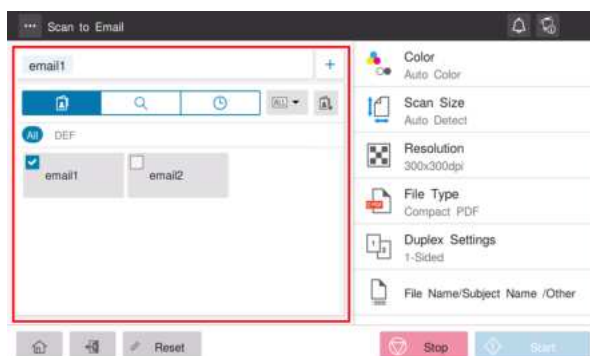 Scan to Email
email1
+
ALL
All DEF
email1
email2
Color
Auto Color
Scan Size
Auto Detect
Resolution
300x300dpi
File Type
Compact PDF
Duplex Settings
1-Sided
File Name/Subject Name /Other
Reset
Stop
Start